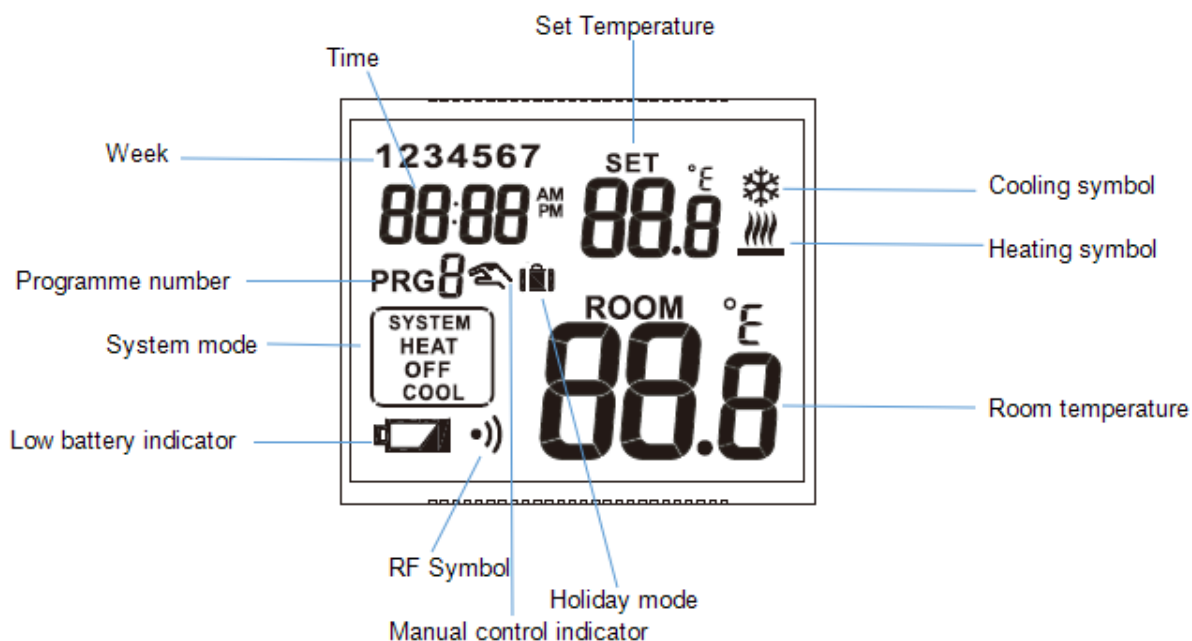 Set Temperature
Time
Week
1234567
SET
°E
88:88
AM
PM
88.8
Cooling symbol
Heating symbol
Programme number
PRG8
ROOM
°E
System mode
SYSTEM
HEAT
OFF
COOL
88.8
Room temperature
Low battery indicator
RF Symbol
Holiday mode
Manual control indicator